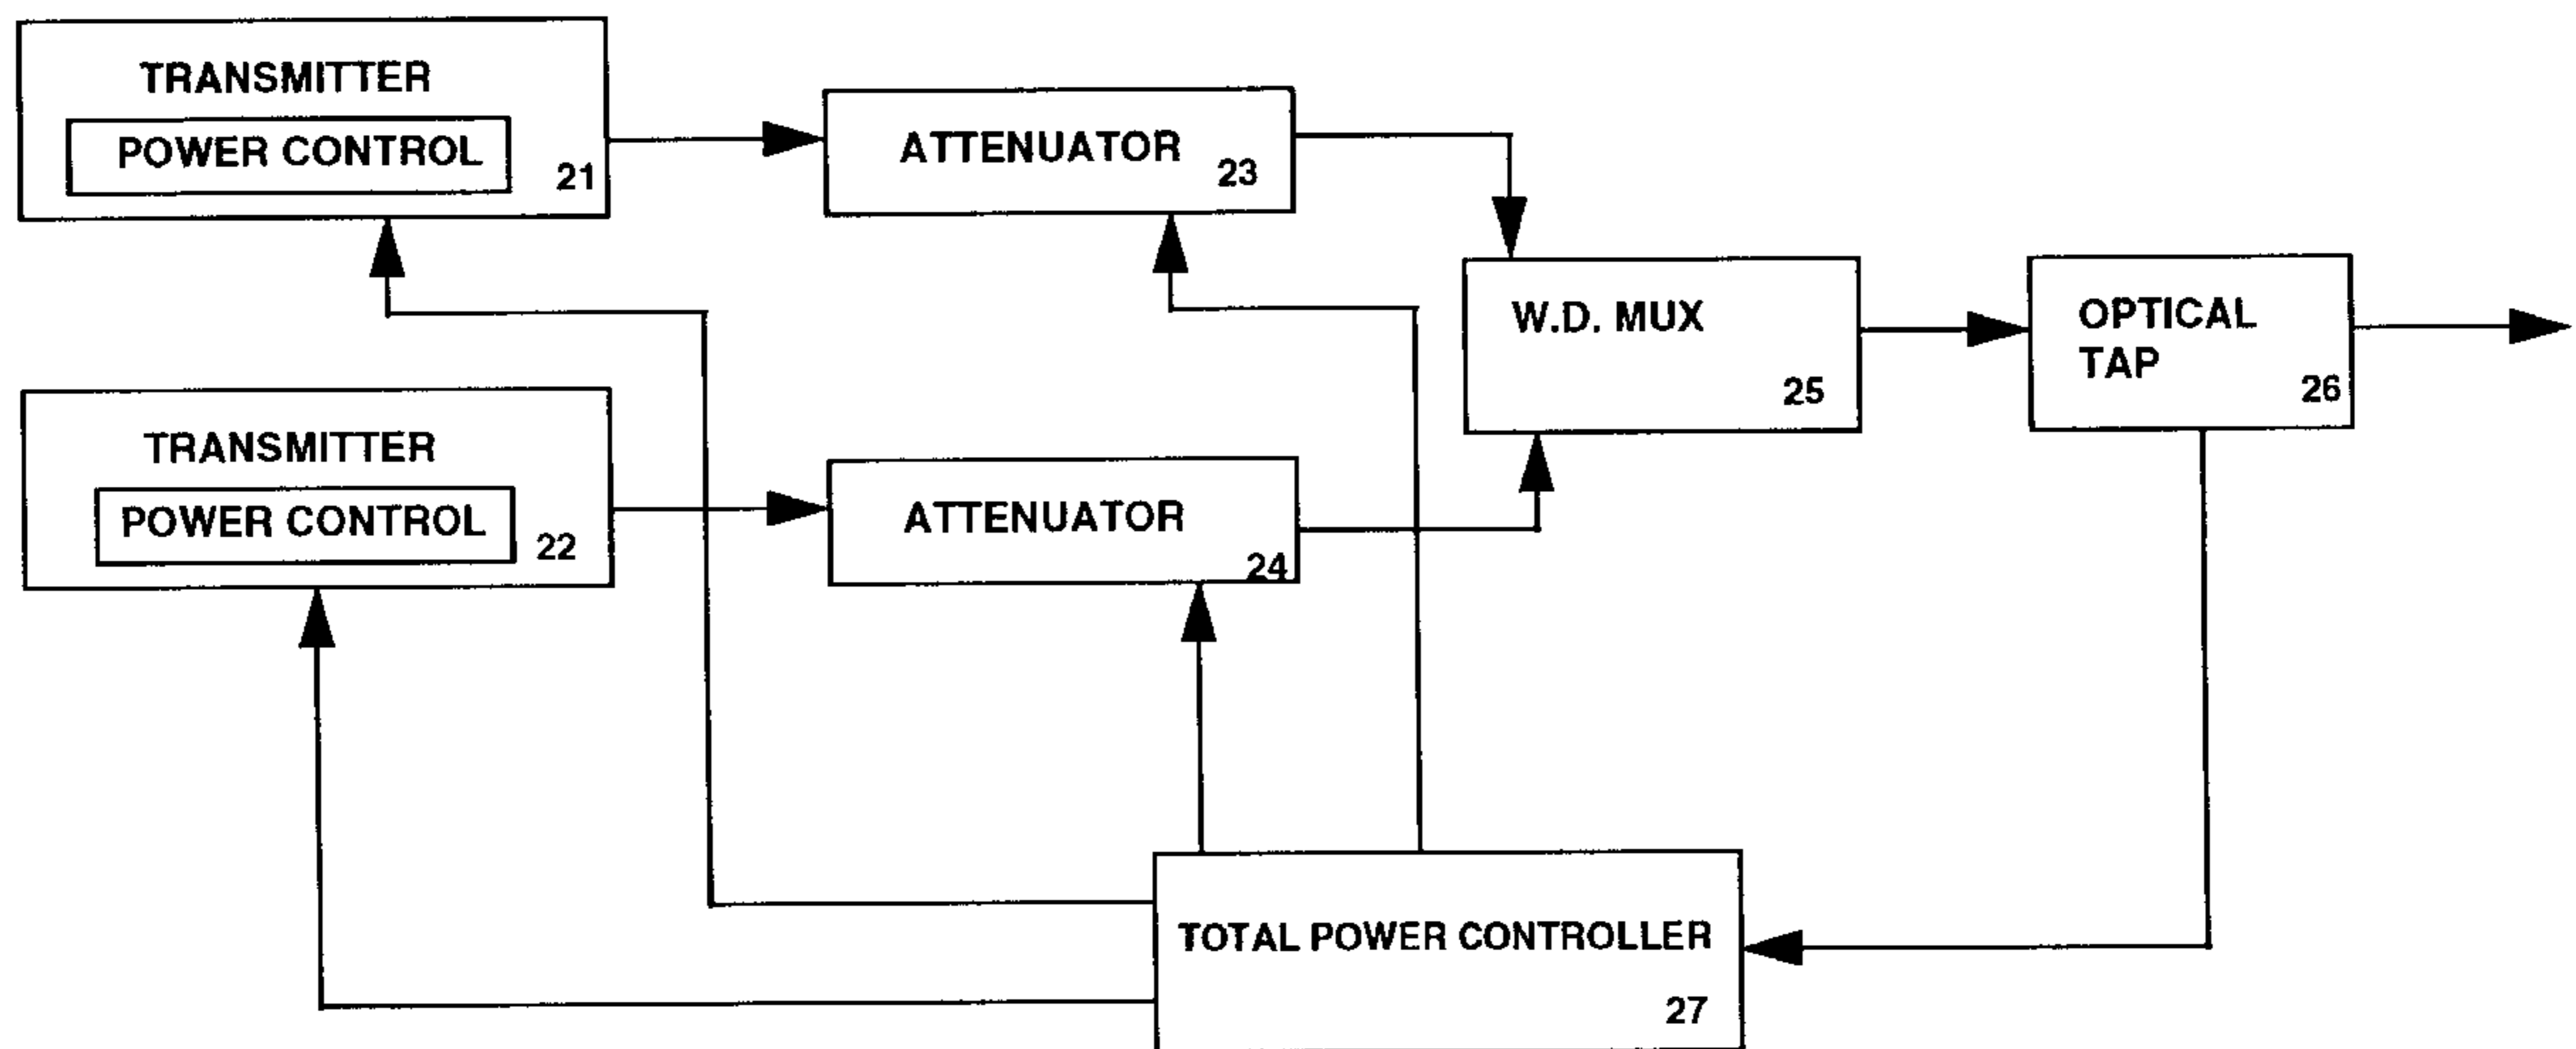 TRANSMITTER
POWER CONTROL
21
ATTENUATOR
23
W.D. MUX
25
OPTICAL
TAP
26
TRANSMITTER
POWER CONTROL
22
ATTENUATOR
24
TOTAL POWER CONTROLLER
27